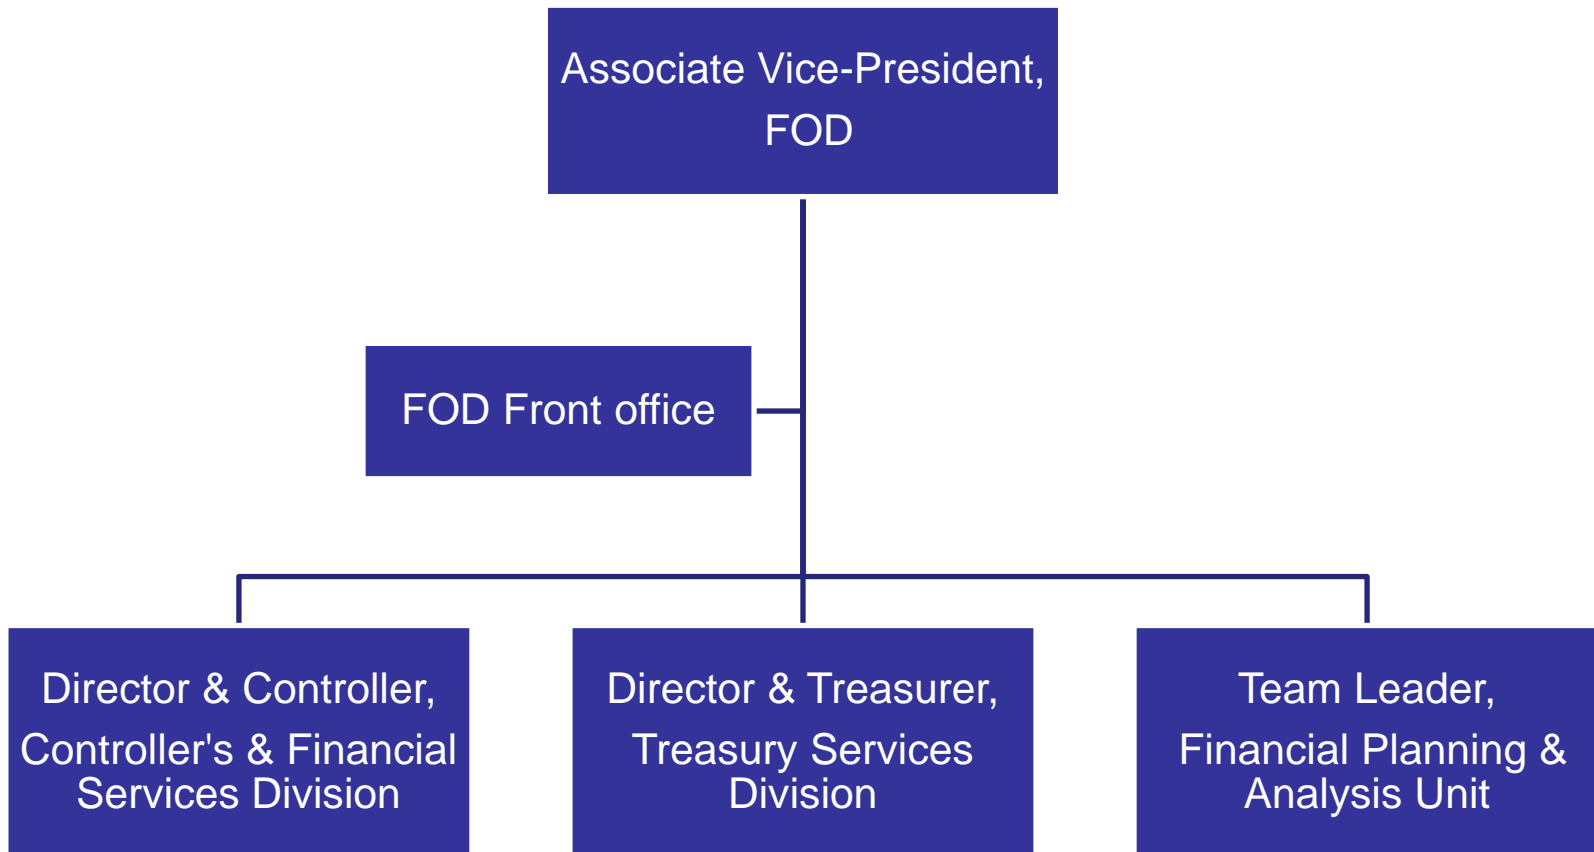 Associate Vice-President,
FOD
FOD Front office
Director & Controller,
Controller's & Financial
Services Division
Director & Treasurer,
Treasury Services
Division
Team Leader,
Financial Planning &
Analysis Unit